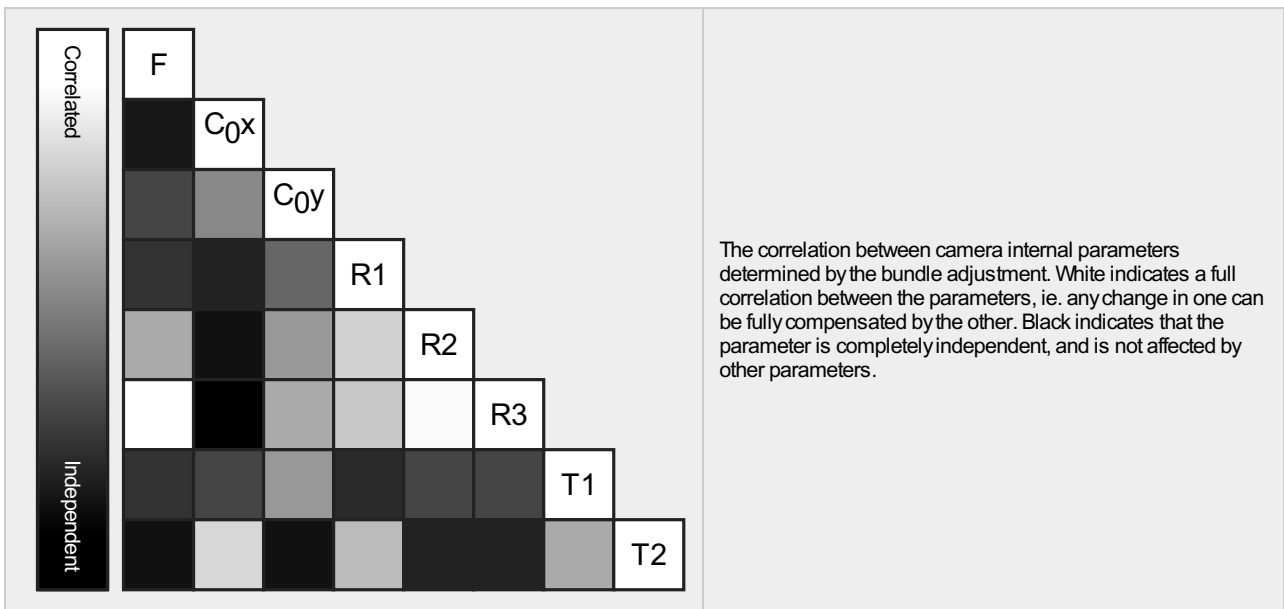 Correlated
Independent
F
C0x
C0y
R1
R2
R3
T1
T2
The correlation between camera internal parameters
determined by the bundle adjustment. White indicates a full
correlation between the parameters, ie. any change in one can
be fully compensated by the other. Black indicates that the
parameter is completely independent, and is not affected by
other parameters.